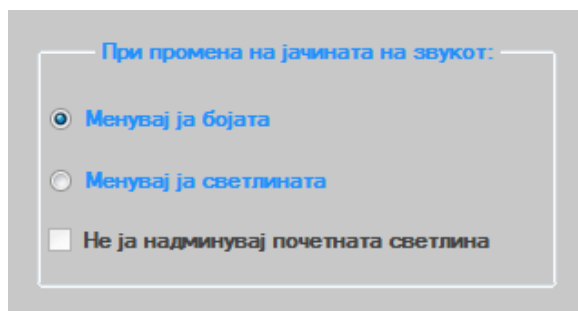 При промена на јачината на звукот:
Менувај ја бојата
Менувај ја светлината
Не ја надминувај почетната светлина